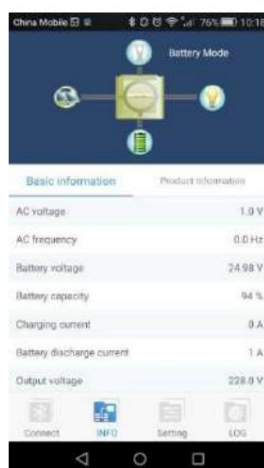 China Mobile 76% 10:18
Battery Mode
Basic information Product Information
AC voltage 1.0 V
AC frequency 0.0 Hz
Battery voltage 24.98 V
Battery capacity 94 %
Charging current 0 A
Battery discharge current 1 A
Output voltage 228.0 V
Connect INFO Setting LOG